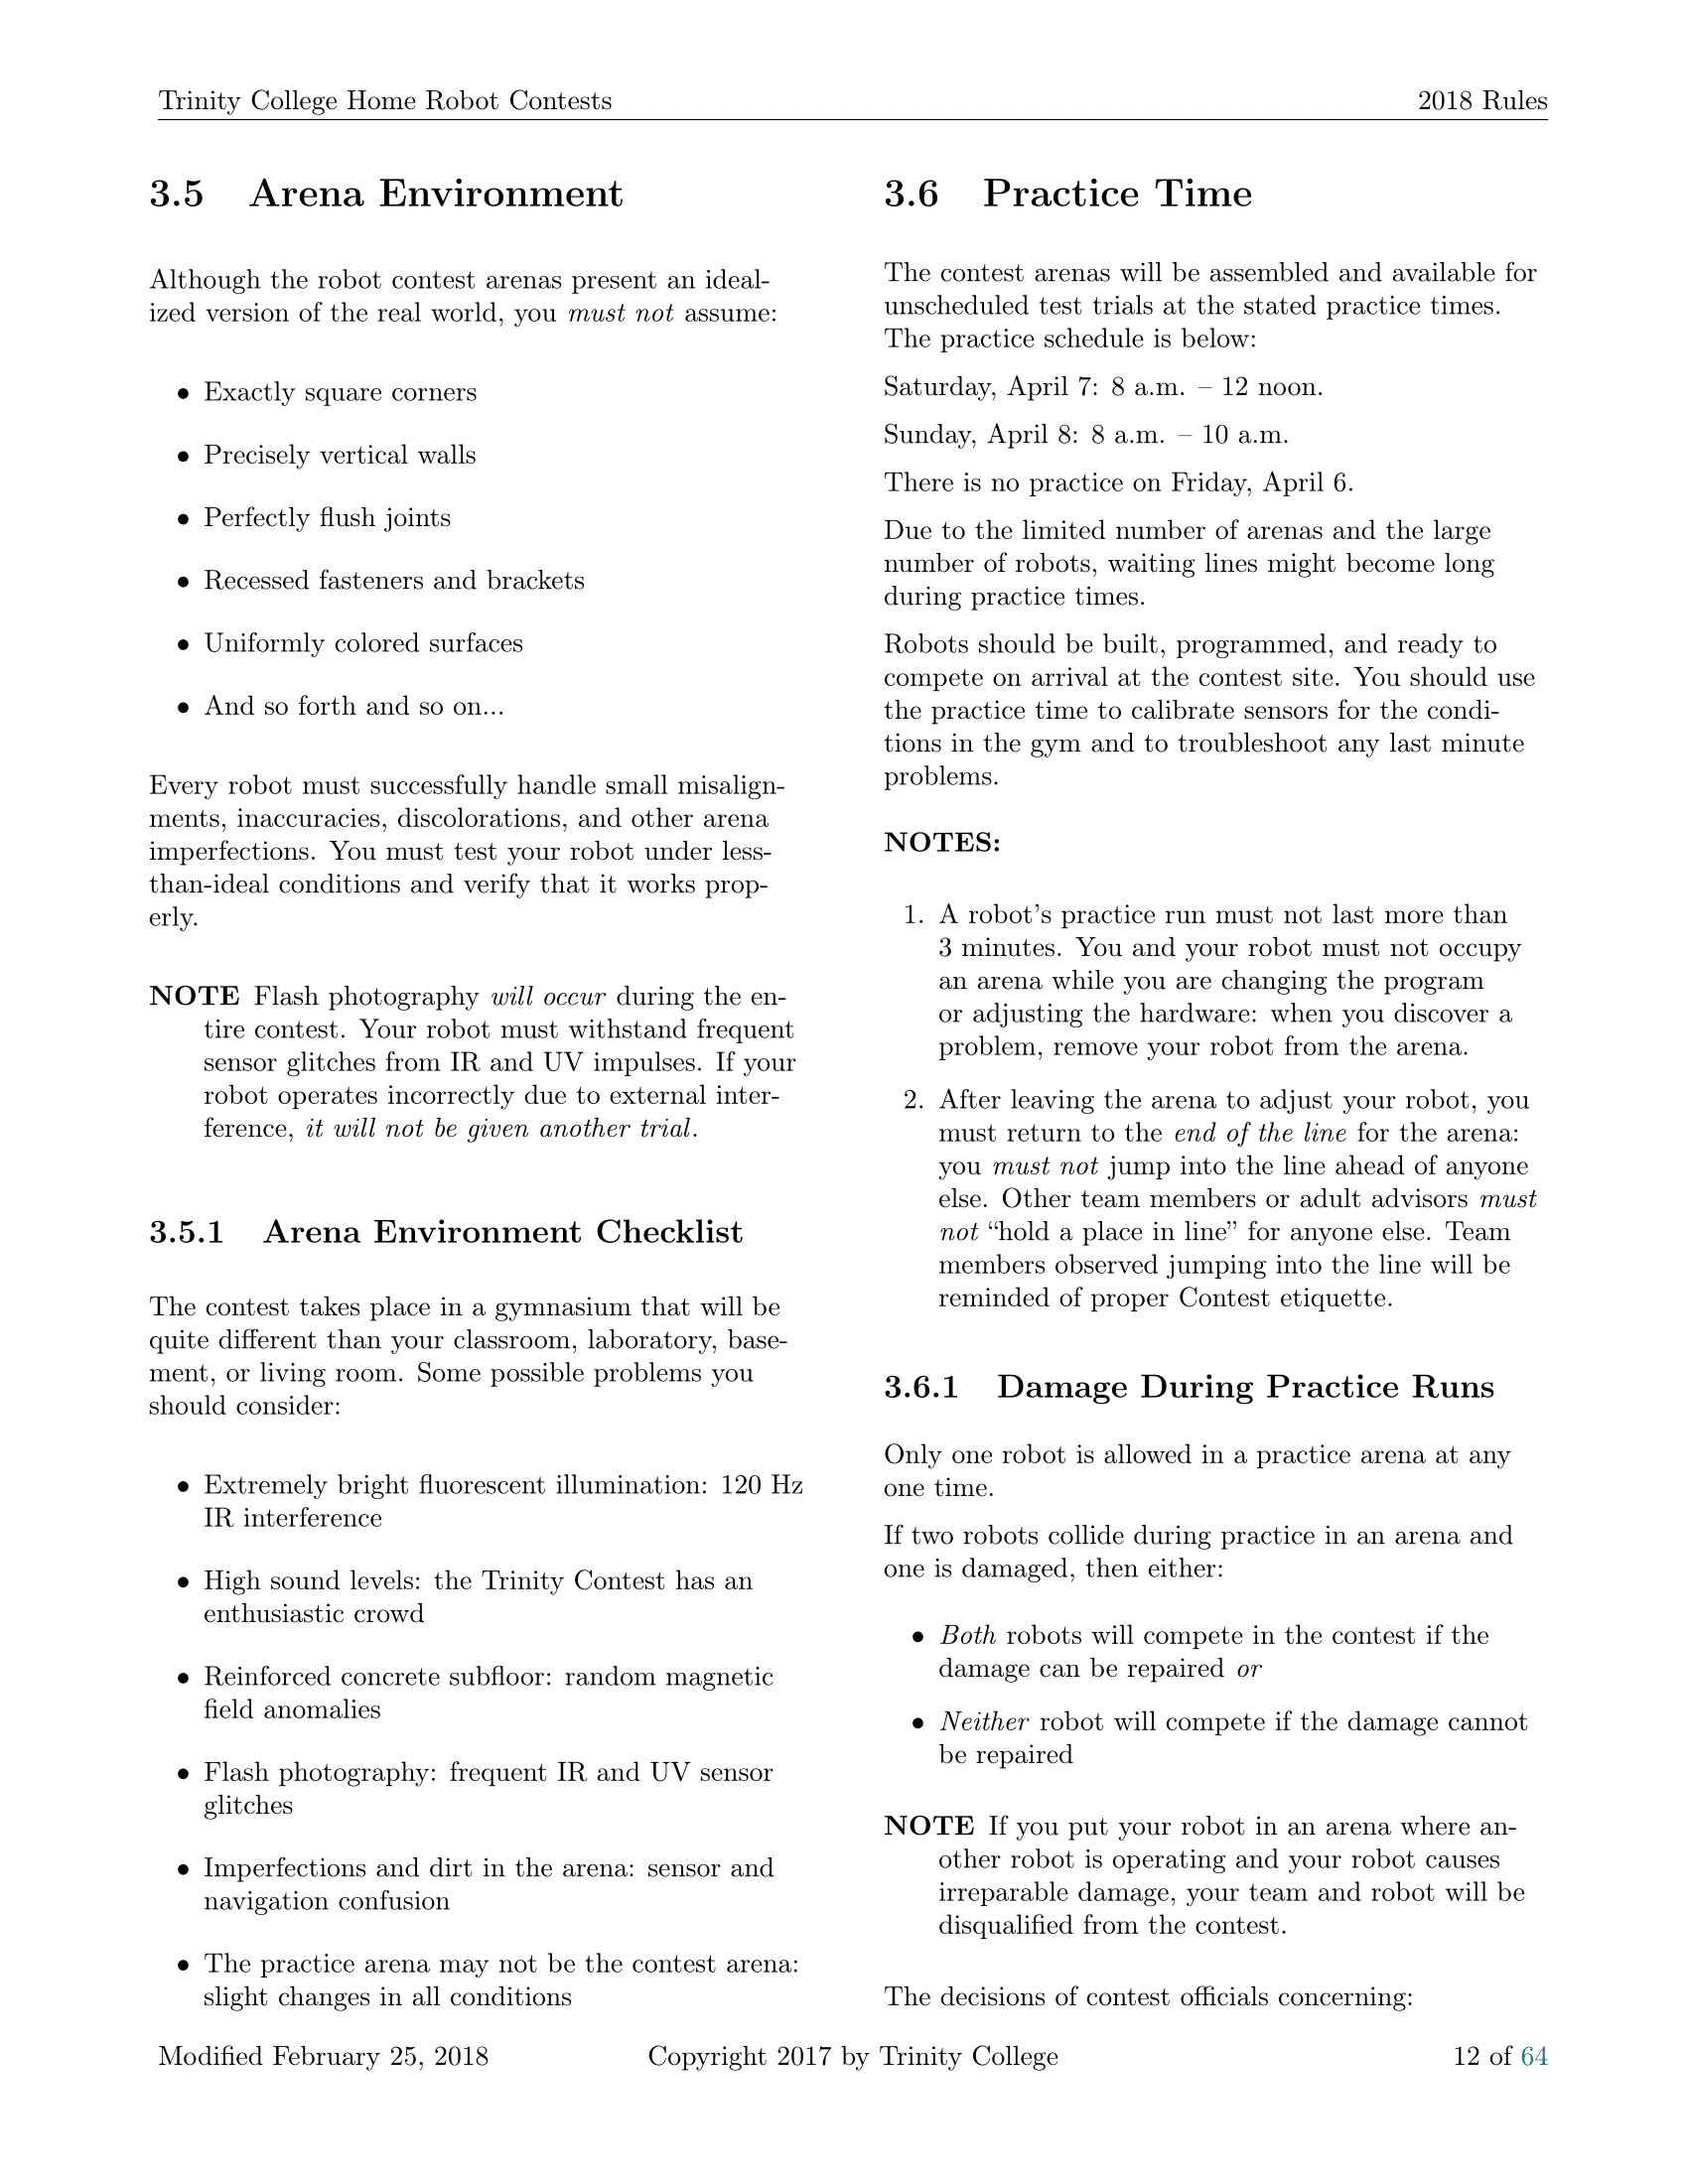 Trinity College Home Robot Contests 2018 Rules
3.5 Arena Environment
Although the robot contest arenas present an ideal-
ized version of the real world, you must not assume:
• Exactly square corners
• Precisely vertical walls
• Perfectly flush joints
• Recessed fasteners and brackets
• Uniformly colored surfaces
• And so forth and so on...
Every robot must successfully handle small misalign-
ments, inaccuracies, discolorations, and other arena
imperfections. You must test your robot under less-
than-ideal conditions and verify that it works prop-
erly.
NOTE Flash photography will occur during the en-
tire contest. Your robot must withstand frequent
sensor glitches from IR and UV impulses. If your
robot operates incorrectly due to external inter-
ference, it will not be given another trial.
3.5.1 Arena Environment Checklist
The contest takes place in a gymnasium that will be
quite different than your classroom, laboratory, base-
ment, or living room. Some possible problems you
should consider:
• Extremely bright fluorescent illumination: 120 Hz
IR interference
• High sound levels: the Trinity Contest has an
enthusiastic crowd
• Reinforced concrete subfloor: random magnetic
field anomalies
• Flash photography: frequent IR and UV sensor
glitches
• Imperfections and dirt in the arena: sensor and
navigation confusion
• The practice arena may not be the contest arena:
slight changes in all conditions
3.6 Practice Time
The contest arenas will be assembled and available for
unscheduled test trials at the stated practice times.
The practice schedule is below:
Saturday, April 7: 8 a.m. – 12 noon.
Sunday, April 8: 8 a.m. – 10 a.m.
There is no practice on Friday, April 6.
Due to the limited number of arenas and the large
number of robots, waiting lines might become long
during practice times.
Robots should be built, programmed, and ready to
compete on arrival at the contest site. You should use
the practice time to calibrate sensors for the condi-
tions in the gym and to troubleshoot any last minute
problems.
NOTES:
1. A robot’s practice run must not last more than
3 minutes. You and your robot must not occupy
an arena while you are changing the program
or adjusting the hardware: when you discover a
problem, remove your robot from the arena.
2. After leaving the arena to adjust your robot, you
must return to the end of the line for the arena:
you must not jump into the line ahead of anyone
else. Other team members or adult advisors must
not “hold a place in line” for anyone else. Team
members observed jumping into the line will be
reminded of proper Contest etiquette.
3.6.1 Damage During Practice Runs
Only one robot is allowed in a practice arena at any
one time.
If two robots collide during practice in an arena and
one is damaged, then either:
• Both robots will compete in the contest if the
damage can be repaired or
• Neither robot will compete if the damage cannot
be repaired
NOTE If you put your robot in an arena where an-
other robot is operating and your robot causes
irreparable damage, your team and robot will be
disqualified from the contest.
The decisions of contest officials concerning:
Modified February 25, 2018 Copyright 2017 by Trinity College 12 of 64